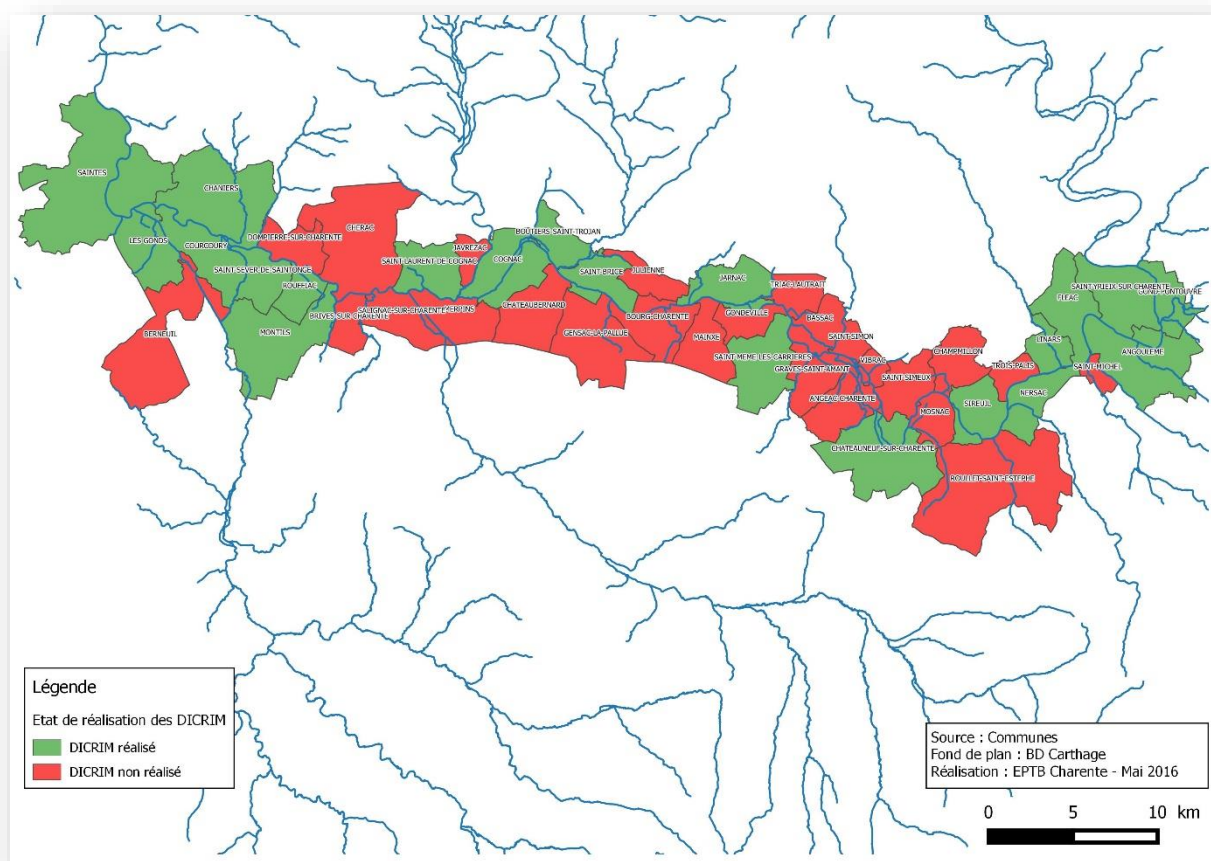 SAINTES
CHANIERS
LES GONDS
COURCOURY
DOMPIERRE-SUR-CHARENTE
CHERAC
SAINT-SEVER-DE-SAINTONGE
ROUFFIAC
SAINT-LAURENT-DE-COGNAC
JAVREZAC
COGNAC
BOUTIERS-SAINT-TROJAN
SAINT-BRICE
JULIENNE
JARNAC
TRIAC-LAUTRAIT
BERNEUIL
MONTILS
BRIVES-SUR-CHARENTE
SALIGNAC-SUR-CHARENTE
MERPINS
CHATEAUBERNARD
GENSAC-LA-PALLUE
BOURG-CHARENTE
MAINXE
GONDEVILLE
BASSAC
SAINT-SIMON
SAINT-MEME-LES-CARRIERES
GRAVES-SAINT-AMANT
VIBRAC
ANGEAC-CHARENTE
SAINT-SIMEUX
CHAMPMILLON
TROIS-PALIS
MOSNAC
SIREUIL
NERSAC
CHATEAUNEUF-SUR-CHARENTE
ROULLET-SAINT-ESTEPHE
SAINT-YRIEIX-SUR-CHARENTE
FLEAC
LINARS
ANGOULEME
SAINT-MICHEL
Légende
Etat de réalisation des DICRIM
DICRIM réalisé
DICRIM non réalisé
Source : Communes
Fond de plan : BD Carthage
Réalisation : EPTB Charente - Mai 2016
0 5 10 km